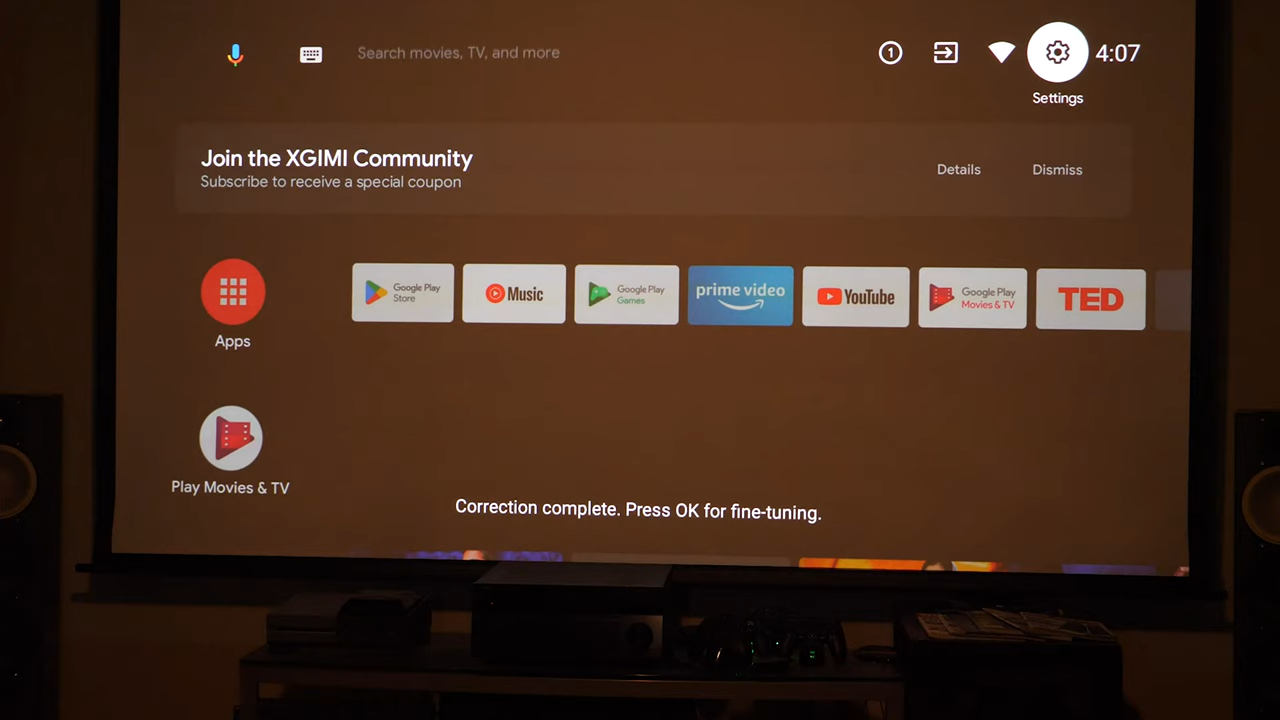 Search movies, TV, and more
1
4:07
Settings
Join the XGIMI Community
Subscribe to receive a special coupon
Details
Dismiss
Google Play
Store
Music
Google Play
Games
prime video
YouTube
Google Play
Movies & TV
TED
Apps
Play Movies & TV
Correction complete. Press OK for fine-tuning.